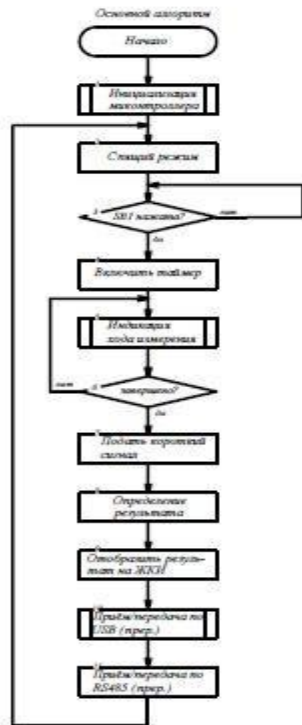 Основной алгоритм
Начало
Инициализация
микконтроллера
Спящий режим
SB1 нажата?
нет
да
Включить таймер
Индикация
хода измерения
нет
завершено?
да
Подать короткий
сигнал
Определение
результата
Отобразить резуль-
тат на ЖКИ
Приём/передача по
USB (прер.)
Приём/передача по
RS485 (прер.)